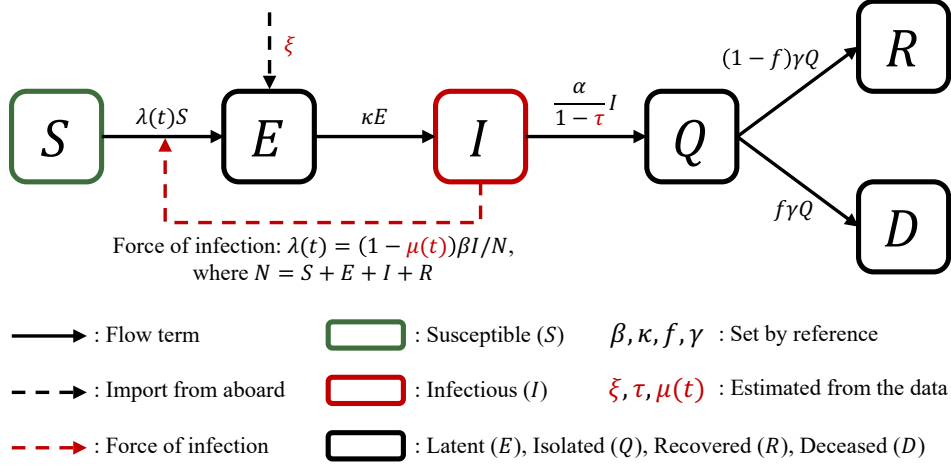 ξ
(1 − f)γQ
R
S
λ(t)S
E
κE
I
α
1 − τ I
Q
fγQ
D
Force of infection: λ(t) = (1 − μ(t))βI/N,
where N = S + E + I + R
: Flow term
: Susceptible (S)
β, κ, f, γ : Set by reference
: Import from aboard
: Infectious (I)
ξ, τ, μ(t) : Estimated from the data
: Force of infection
: Latent (E), Isolated (Q), Recovered (R), Deceased (D)